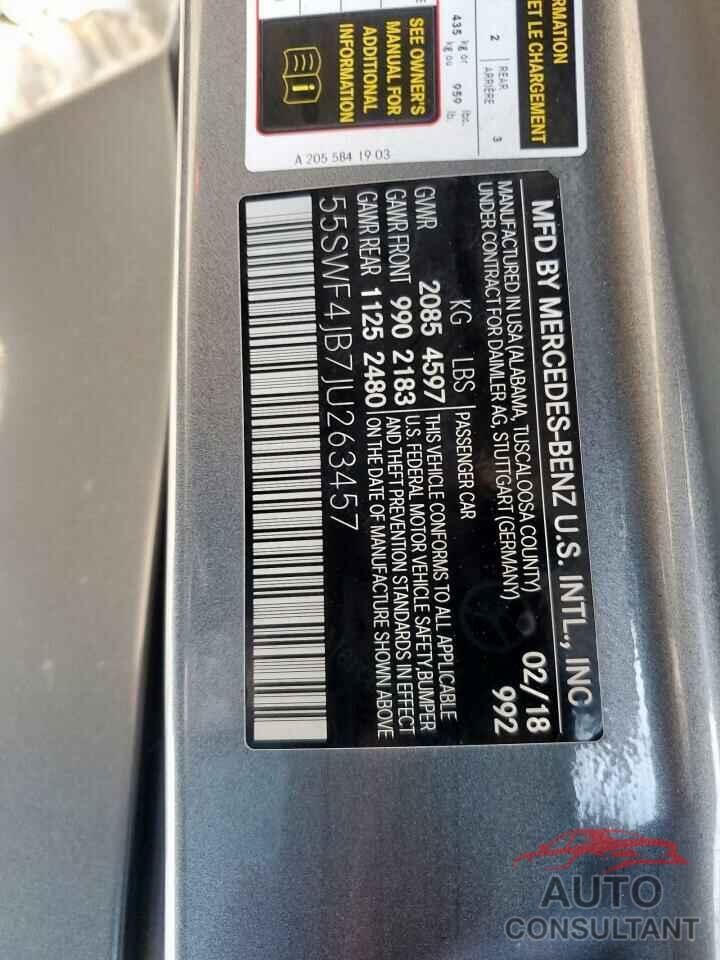 RMATION
ET LE CHARGEMENT
2 REAR 3
ARRIÈRE
435 kg or 959 lbs.
kg ou lb.
SEE OWNER'S
MANUAL FOR
ADDITIONAL
INFORMATION
A 205 584 19 03
MFD BY MERCEDES-BENZ U.S. INTL., INC
MANUFACTURED IN USA (ALABAMA, TUSCALOOSA COUNTY) 02/18
UNDER CONTRACT FOR DAIMLER AG, STUTTGART (GERMANY) 992
KG LBS PASSENGER CAR
GVWR 2085 4597 THIS VEHICLE CONFORMS TO ALL APPLICABLE
U.S. FEDERAL MOTOR VEHICLE SAFETY,BUMPER
GAWR FRONT 990 2183 AND THEFT PREVENTION STANDARDS IN EFFECT
GAWR REAR 1125 2480 ON THE DATE OF MANUFACTURE SHOWN ABOVE
55SWF4JB7JU263457
AUTO
CONSULTANT